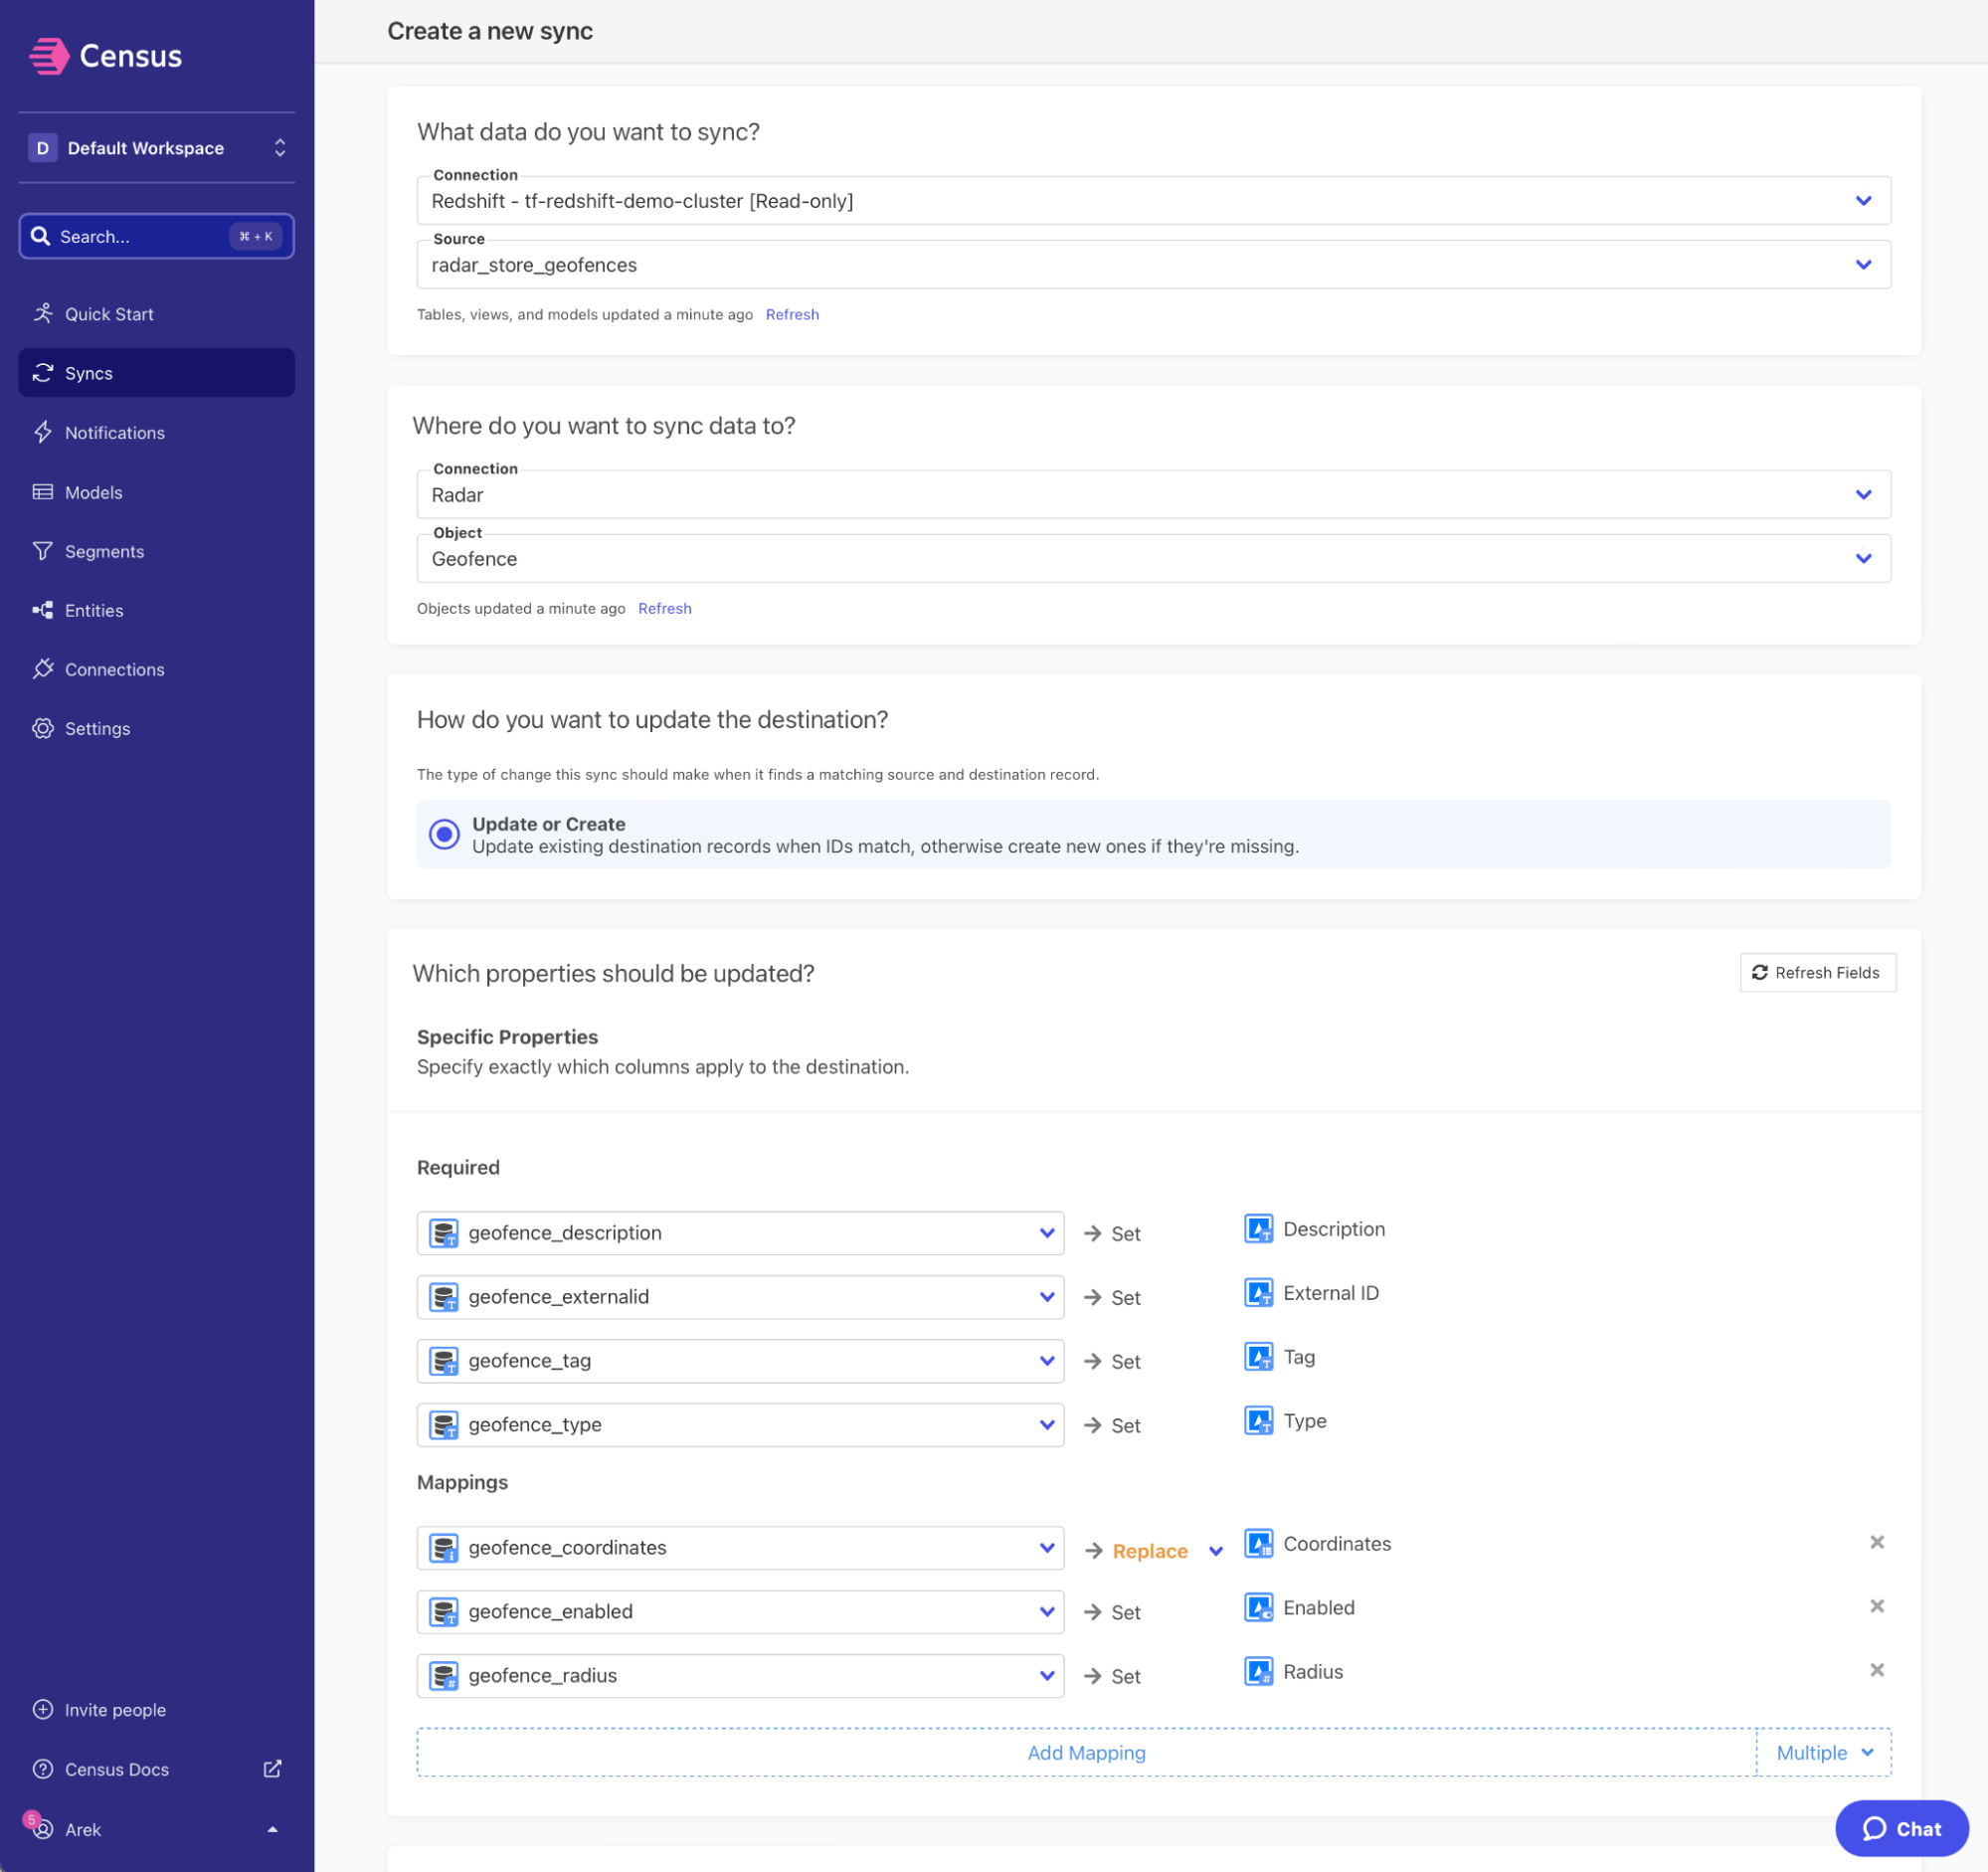 Census
D Default Workspace
Search... ⌘ + K
Quick Start
Syncs
Notifications
Models
Segments
Entities
Connections
Settings
Invite people
Census Docs
5
Arek
Create a new sync
What data do you want to sync?
Connection
Redshift - tf-redshift-demo-cluster [Read-only]
Source
radar_store_geofences
Tables, views, and models updated a minute ago Refresh
Where do you want to sync data to?
Connection
Radar
Object
Geofence
Objects updated a minute ago Refresh
How do you want to update the destination?
The type of change this sync should make when it finds a matching source and destination record.
Update or Create
Update existing destination records when IDs match, otherwise create new ones if they're missing.
Which properties should be updated? Refresh Fields
Specific Properties
Specify exactly which columns apply to the destination.
Required
geofence_description → Set Description
geofence_externalid → Set External ID
geofence_tag → Set Tag
geofence_type → Set Type
Mappings
geofence_coordinates → Replace Coordinates
geofence_enabled → Set Enabled
geofence_radius → Set Radius
Add Mapping Multiple
Chat